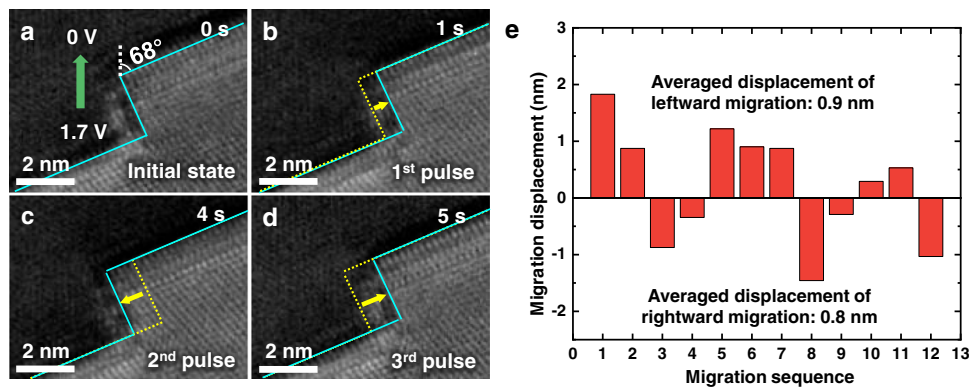 a
0 s
0 V
68°
1.7 V
2 nm
Initial state
b
1 s
2 nm
1st pulse
c
4 s
2 nm
2nd pulse
d
5 s
2 nm
3rd pulse
e
Migration displacement (nm)
3
2
1
0
-1
-2
Averaged displacement of
leftward migration: 0.9 nm
Averaged displacement of
rightward migration: 0.8 nm
0 1 2 3 4 5 6 7 8 9 10 11 12 13
Migration sequence